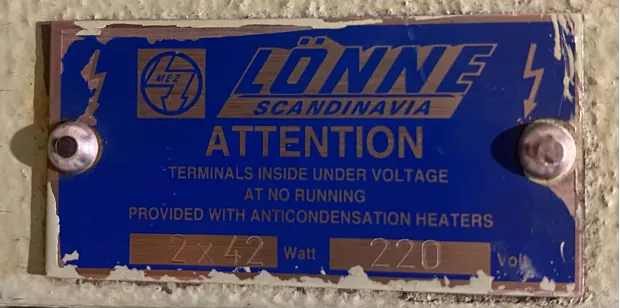 MEZ
LÖNNE
SCANDINAVIA
ATTENTION
TERMINALS INSIDE UNDER VOLTAGE
AT NO RUNNING
PROVIDED WITH ANTICONDENSATION HEATERS
2 x 42 Watt 220 Volt